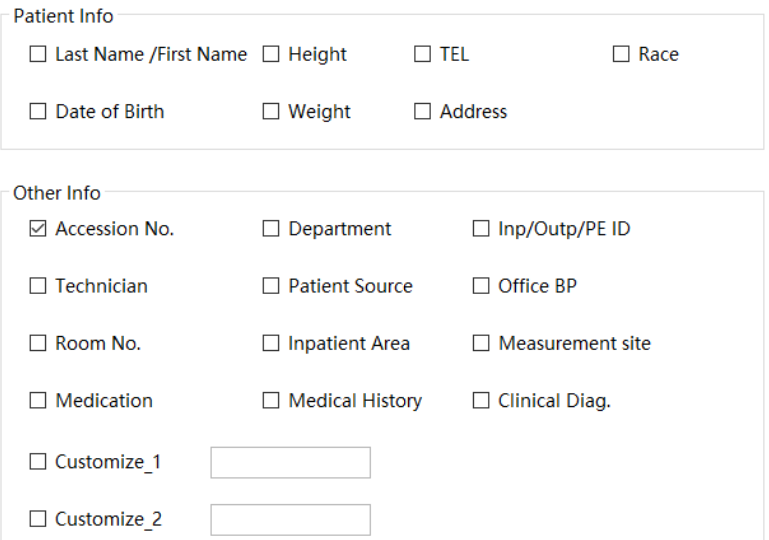 Patient Info
Last Name /First Name Height TEL Race
Date of Birth Weight Address
Other Info
Accession No. Department Inp/Outp/PE ID
Technician Patient Source Office BP
Room No. Inpatient Area Measurement site
Medication Medical History Clinical Diag.
Customize_1
Customize_2